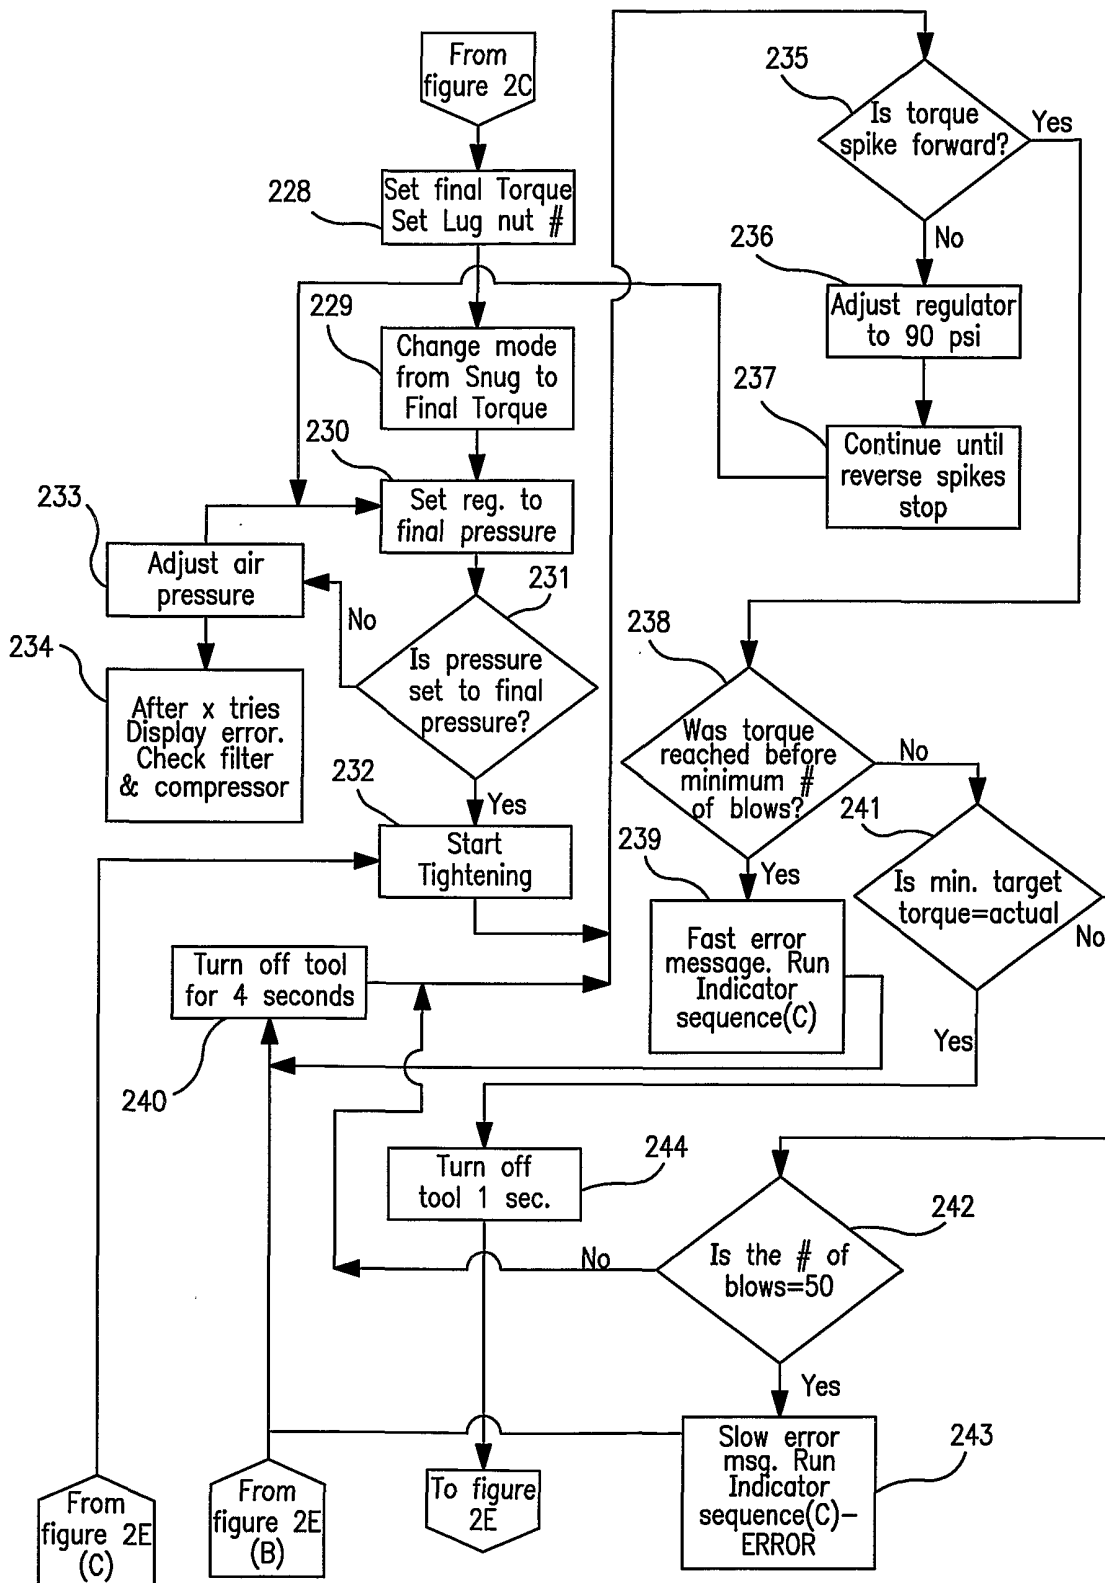 From
figure 2C
228
Set final Torque
Set Lug nut #
229
Change mode
from Snug to
Final Torque
230
Set reg. to
final pressure
233
Adjust air
pressure
No
231
Is pressure
set to final
pressure?
234
After x tries
Display error.
Check filter
& compressor
Yes
232
Start
Tightening
235
Is torque
spike forward?
Yes
No
236
Adjust regulator
to 90 psi
237
Continue until
reverse spikes
stop
238
Was torque
reached before
minimum #
of blows?
No
Yes
239
Fast error
message. Run
Indicator
sequence(C)
241
Is min. target
torque=actual
No
Yes
Turn off tool
for 4 seconds
240
Turn off
tool 1 sec.
244
242
Is the # of
blows=50
No
Yes
Slow error
msg. Run
Indicator
sequence(C)-
ERROR
243
From
figure 2E
(C)
From
figure 2E
(B)
To figure
2E